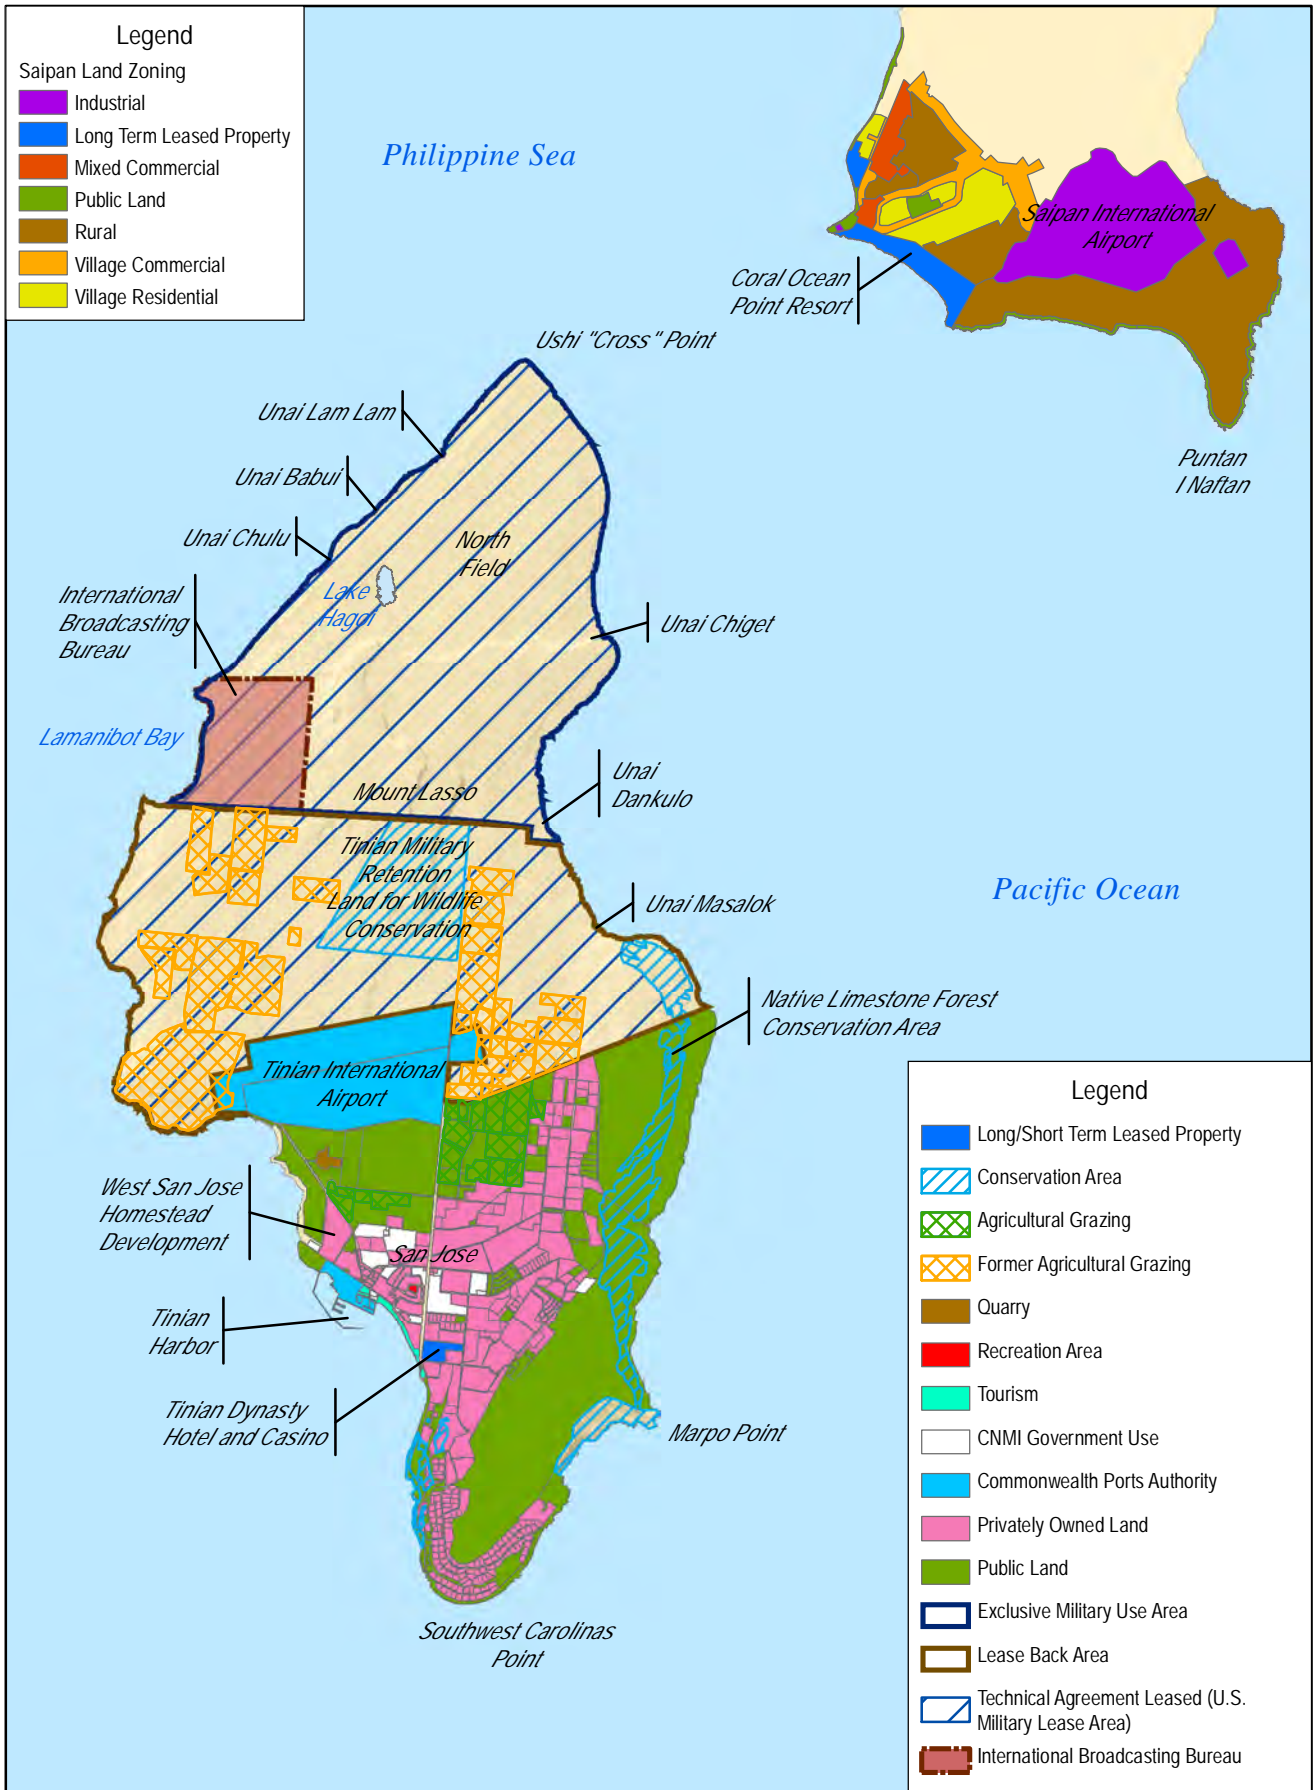 Legend
Saipan Land Zoning
Industrial
Long Term Leased Property
Mixed Commercial
Public Land
Rural
Village Commercial
Village Residential
Philippine Sea
Saipan International
Airport
Coral Ocean
Point Resort
Puntan
I Naftan
Ushi "Cross" Point
Unai Lam Lam
Unai Babui
Unai Chulu
North
Field
Lake
Hagoi
International
Broadcasting
Bureau
Unai Chiget
Lamanibot Bay
Unai
Dankulo
Mount Lasso
Tinian Military
Retention
Land for Wildlife
Conservation
Pacific Ocean
Unai Masalok
Native Limestone Forest
Conservation Area
Tinian International
Airport
West San Jose
Homestead
Development
San Jose
Tinian
Harbor
Tinian Dynasty
Hotel and Casino
Marpo Point
Southwest Carolinas
Point
Legend
Long/Short Term Leased Property
Conservation Area
Agricultural Grazing
Former Agricultural Grazing
Quarry
Recreation Area
Tourism
CNMI Government Use
Commonwealth Ports Authority
Privately Owned Land
Public Land
Exclusive Military Use Area
Lease Back Area
Technical Agreement Leased (U.S.
Military Lease Area)
International Broadcasting Bureau